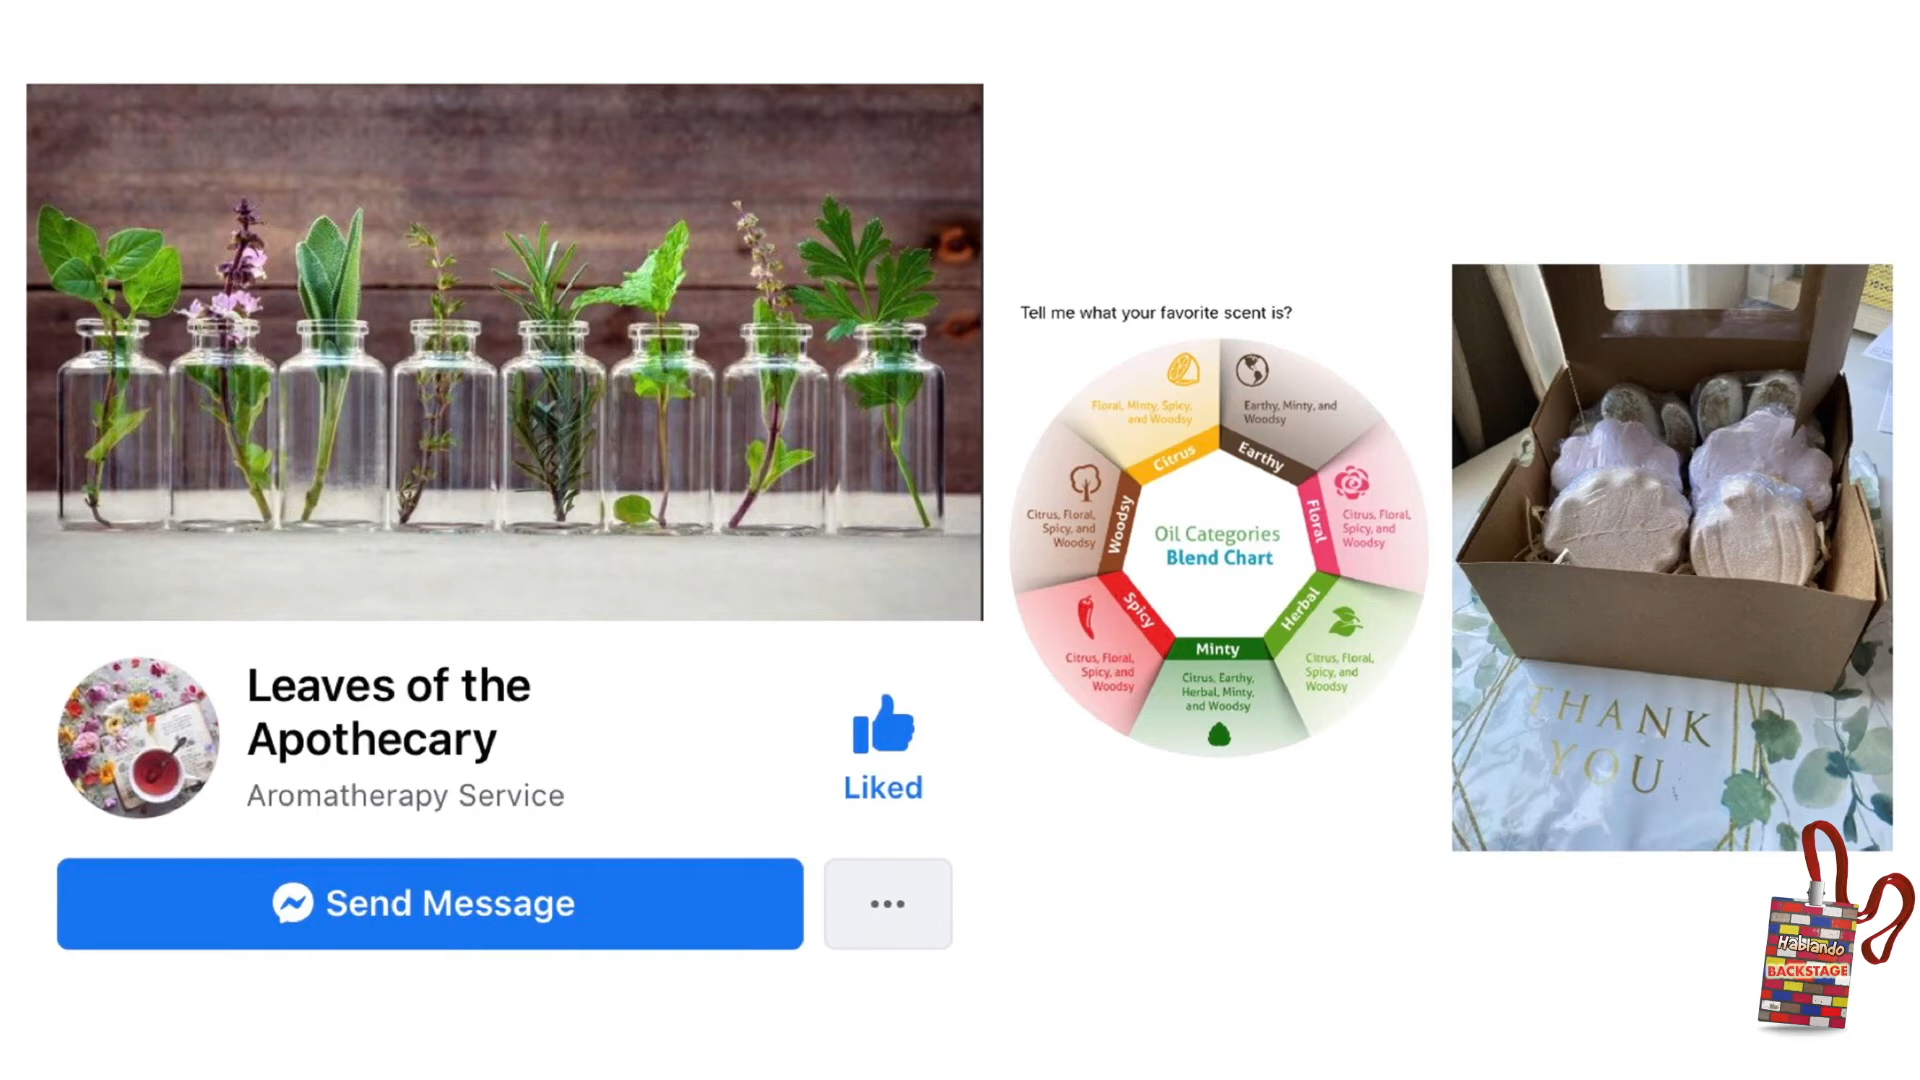 Leaves of the
Apothecary
Aromatherapy Service
Liked
Send Message
Tell me what your favorite scent is?
Floral, Minty, Spicy,
and Woodsy
Citrus
Earthy, Minty, and
Woodsy
Earthy
Citrus, Floral,
Spicy, and
Woodsy
Floral
Citrus, Floral,
Spicy, and
Woodsy
Herbal
Citrus, Earthy,
Herbal, Minty,
and Woodsy
Minty
Citrus, Floral,
Spicy, and
Woodsy
Spicy
Citrus, Floral,
Spicy, and
Woodsy
Woodsy
Oil Categories
Blend Chart
THANK
YOU
Hablando
BACKSTAGE